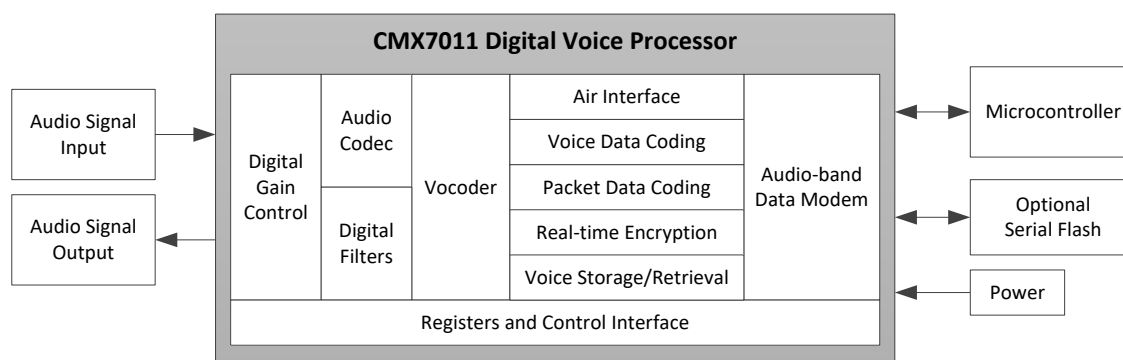 CMX7011 Digital Voice Processor
Audio Signal
Input
Audio Signal
Output
Digital
Gain
Control
Audio
Codec
Digital
Filters
Vocoder
Air Interface
Voice Data Coding
Packet Data Coding
Real-time Encryption
Voice Storage/Retrieval
Audio-band
Data Modem
Registers and Control Interface
Microcontroller
Optional
Serial Flash
Power